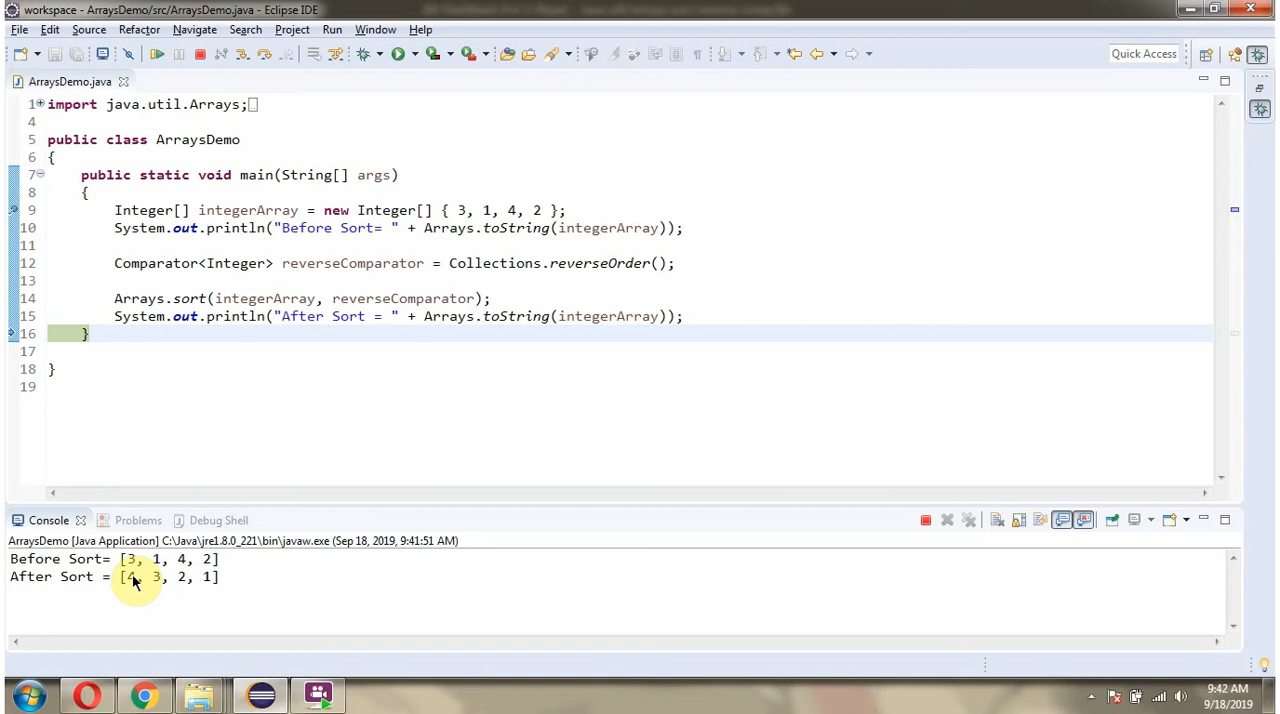 workspace - ArraysDemo/src/ArraysDemo.java - Eclipse IDE
File Edit Source Refactor Navigate Search Project Run Window Help
Quick Access
ArraysDemo.java
1 import java.util.Arrays;
4
5 public class ArraysDemo
6 {
7 public static void main(String[] args)
8 {
9 Integer[] integerArray = new Integer[] { 3, 1, 4, 2 };
10 System.out.println("Before Sort= " + Arrays.toString(integerArray));
11
12 Comparator<Integer> reverseComparator = Collections.reverseOrder();
13
14 Arrays.sort(integerArray, reverseComparator);
15 System.out.println("After Sort = " + Arrays.toString(integerArray));
16 }
17
18 }
19
Console Problems Debug Shell
ArraysDemo [Java Application] C:\Java\jre1.8.0_221\bin\javaw.exe (Sep 18, 2019, 9:41:51 AM)
Before Sort= [3, 1, 4, 2]
After Sort = [4, 3, 2, 1]
9:42 AM
9/18/2019